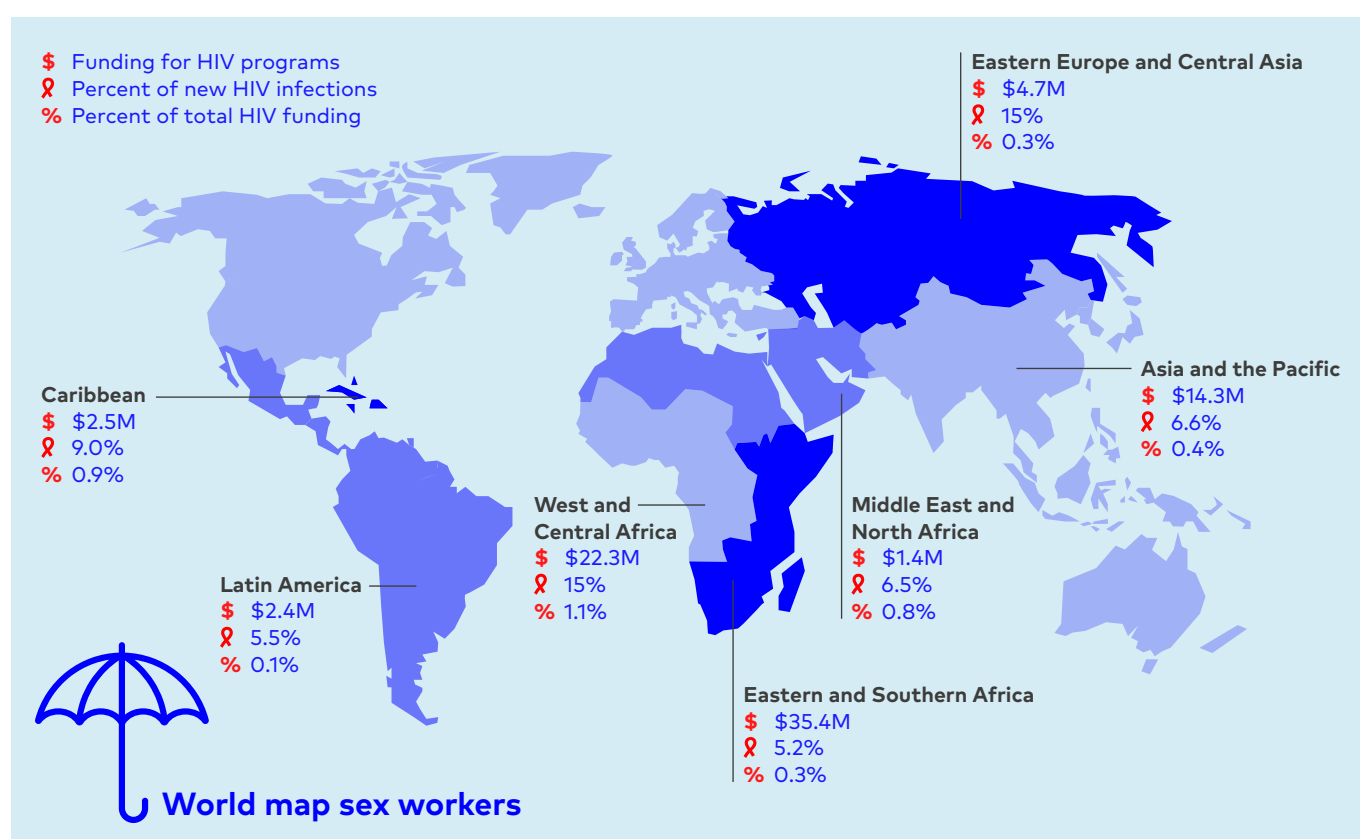 $ Funding for HIV programs
Percent of new HIV infections
% Percent of total HIV funding
Eastern Europe and Central Asia
$ $4.7M
15%
% 0.3%
Caribbean
$ $2.5M
9.0%
% 0.9%
Asia and the Pacific
$ $14.3M
6.6%
% 0.4%
West and
Central Africa
$ $22.3M
15%
% 1.1%
Middle East and
North Africa
$ $1.4M
6.5%
% 0.8%
Latin America
$ $2.4M
5.5%
% 0.1%
Eastern and Southern Africa
$ $35.4M
5.2%
% 0.3%
World map sex workers